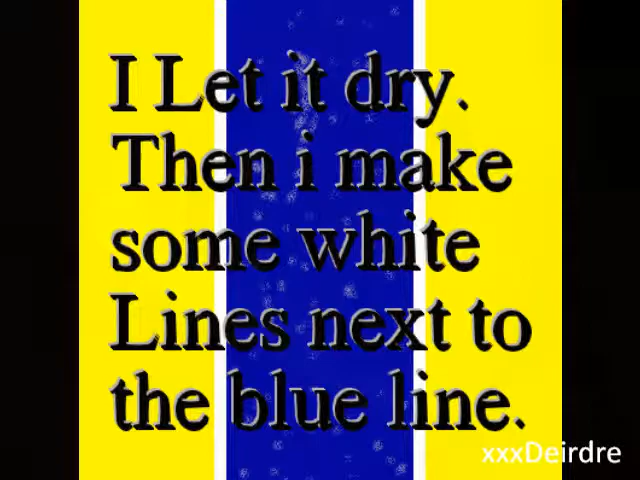 I Let it dry.
Then i make
some white
Lines next to
the blue line.
xxxDeirdre